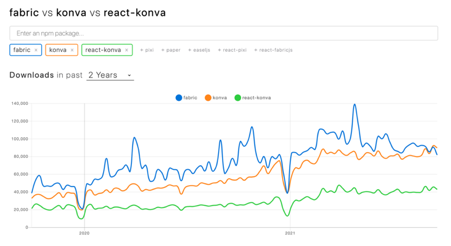 fabric vs konva vs react-konva
Enter an npm package...
fabric × konva × react-konva × + pixi + paper + easeljs + react-pixi + react-fabricjs
Downloads in past 2 Years
fabric konva react-konva
140,000
120,000
100,000
80,000
60,000
40,000
20,000
0
2020 2021